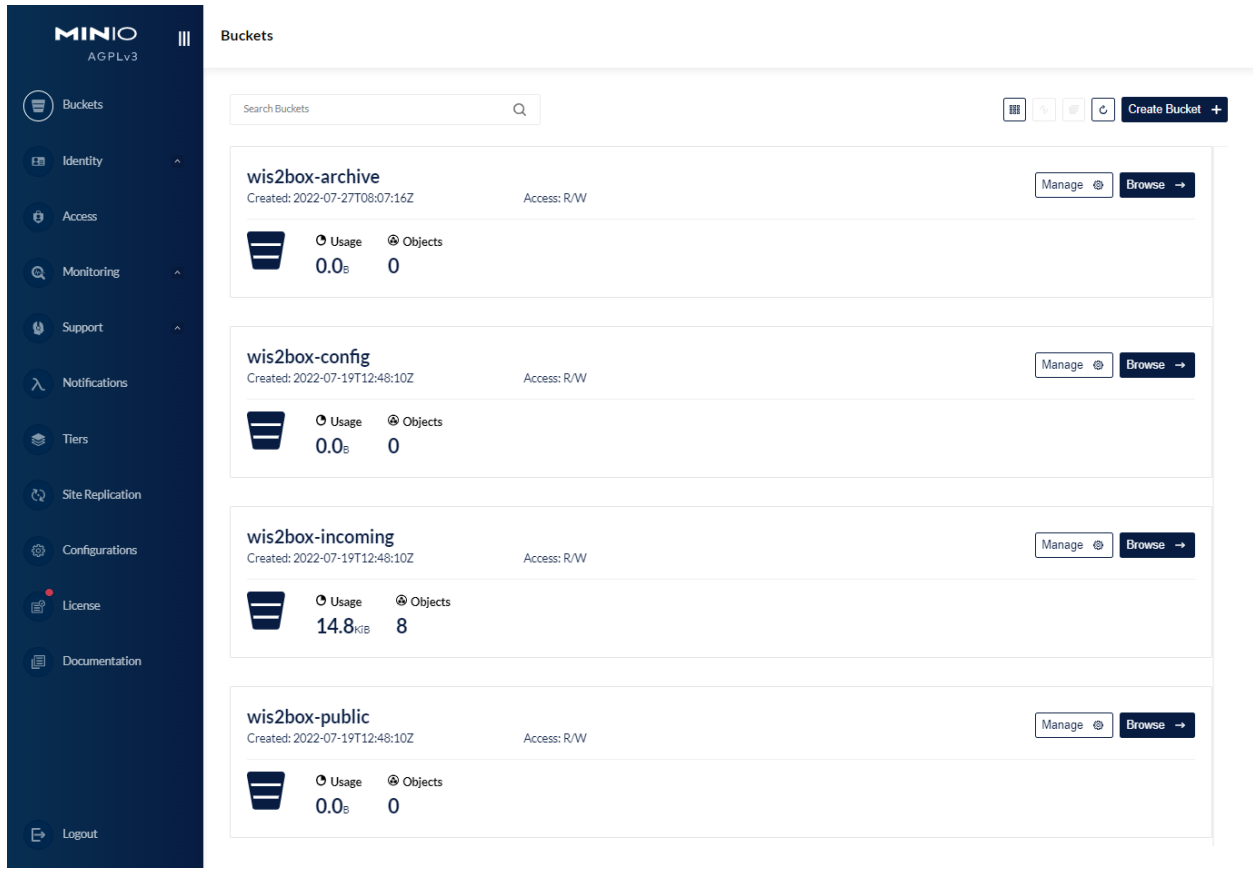 MINIO
AGPLv3
Buckets
Identity
Access
Monitoring
Support
Notifications
Tiers
Site Replication
Configurations
License
Documentation
Logout
Buckets
Search Buckets
Create Bucket +
wis2box-archive
Created: 2022-07-27T08:07:16Z Access: R/W
Manage Browse →
Usage Objects
0.0B 0
wis2box-config
Created: 2022-07-19T12:48:10Z Access: R/W
Manage Browse →
Usage Objects
0.0B 0
wis2box-incoming
Created: 2022-07-19T12:48:10Z Access: R/W
Manage Browse →
Usage Objects
14.8KiB 8
wis2box-public
Created: 2022-07-19T12:48:10Z Access: R/W
Manage Browse →
Usage Objects
0.0B 0